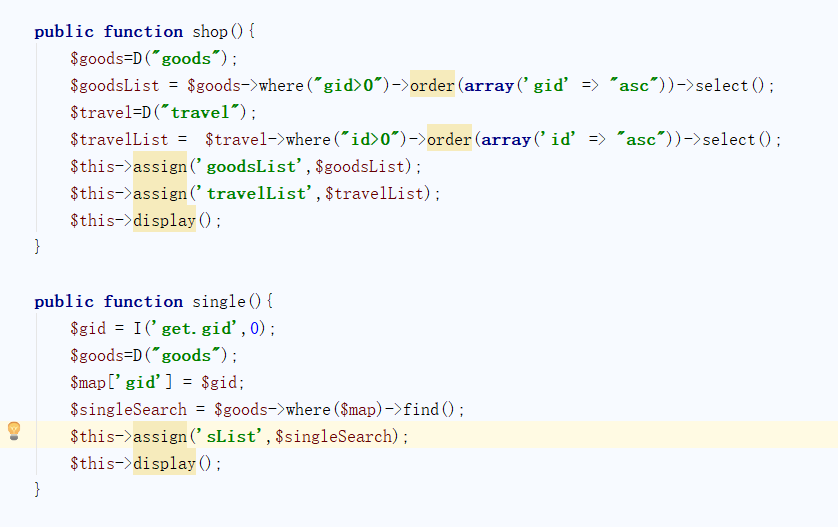 public function shop(){
$goods=D("goods");
$goodsList = $goods->where("gid>0")->order(array('gid' => "asc"))->select();
$travel=D("travel");
$travelList =  $travel->where("id>0")->order(array('id' => "asc"))->select();
$this->assign('goodsList',$goodsList);
$this->assign('travelList',$travelList);
$this->display();
}
public function single(){
$gid = I('get.gid',0);
$goods=D("goods");
$map['gid'] = $gid;
$singleSearch = $goods->where($map)->find();
$this->assign('sList',$singleSearch);
$this->display();
}